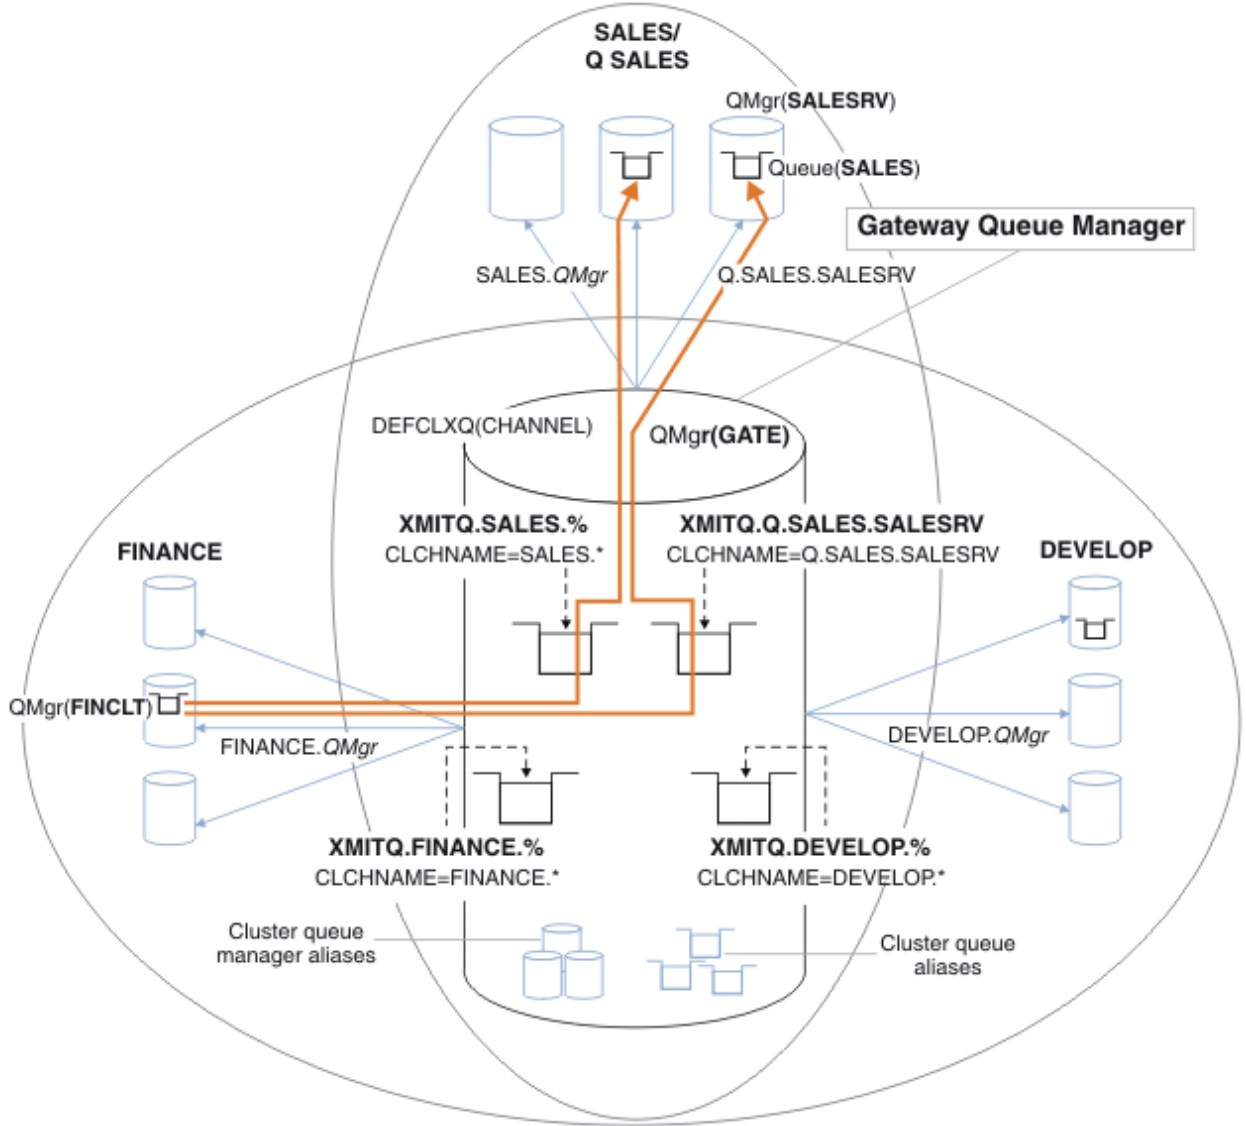 SALES/
Q SALES
QMgr(SALESRV)
Queue(SALES)
Gateway Queue Manager
SALES.QMgr
Q.SALES.SALESRV
DEFCLXQ(CHANNEL)
QMgr(GATE)
XMITQ.SALES.%
CLCHNAME=SALES.*
XMITQ.Q.SALES.SALESRV
CLCHNAME=Q.SALES.SALESRV
FINANCE
DEVELOP
QMgr(FINCLT)
FINANCE.QMgr
DEVELOP.QMgr
XMITQ.FINANCE.%
CLCHNAME=FINANCE.*
XMITQ.DEVELOP.%
CLCHNAME=DEVELOP.*
Cluster queue
manager aliases
Cluster queue
aliases